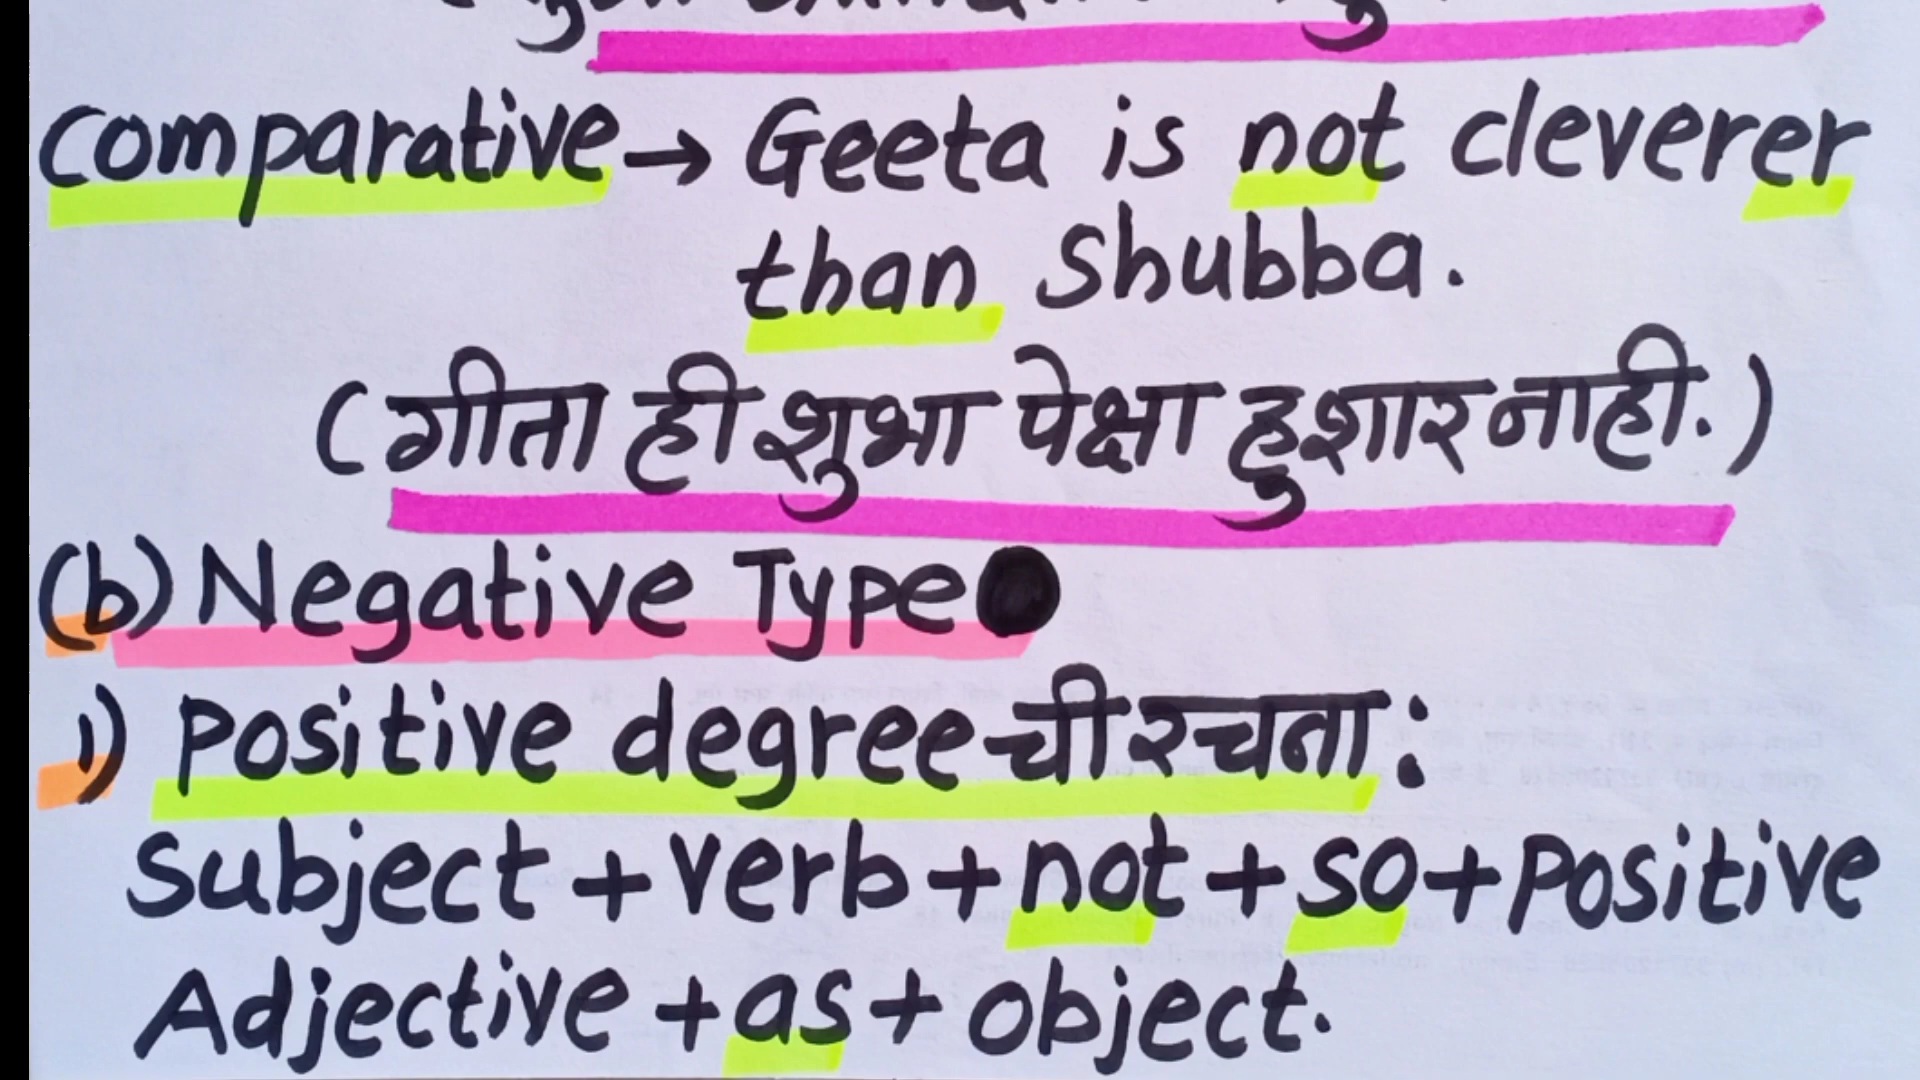 Comparative → Geeta is not cleverer
than Shubba.
(गीता ही शुभा पेक्षा हुशार नाही.)
(b) Negative Type
1) Positive degree ची रचना :
Subject + verb + not + so + Positive
Adjective + as + object.